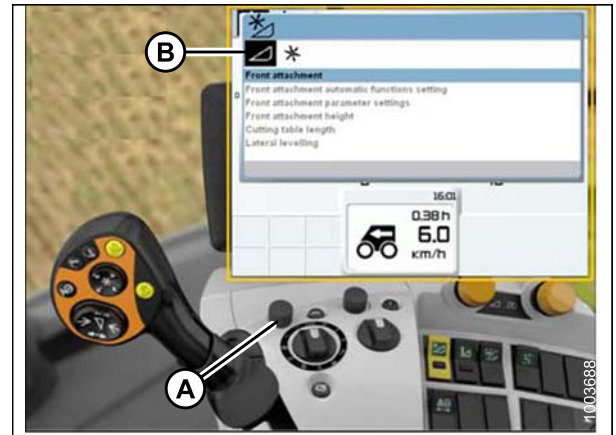 B
Front attachment
Front attachment automatic functions setting
Front attachment parameter settings
Front attachment height
Cutting table length
Lateral levelling
16:01
0.38 h
6.0
km/h
A
1003688